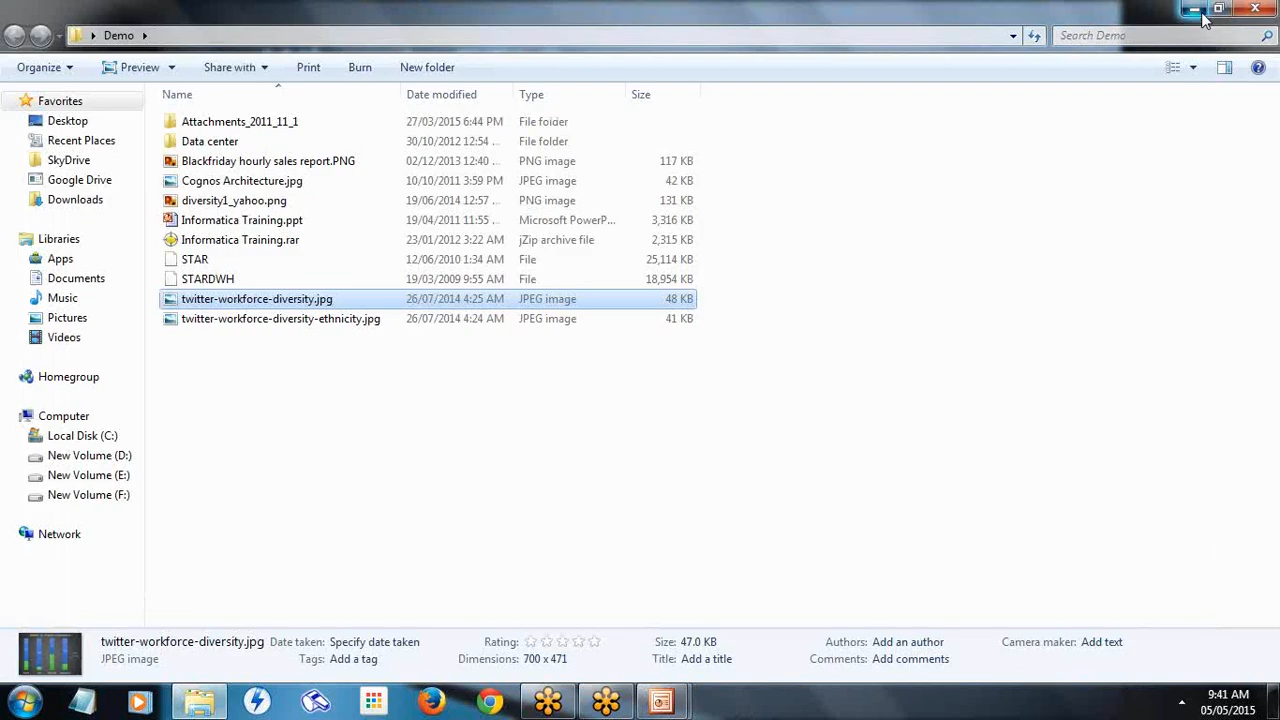 Demo
Search Demo
Organize Preview Share with Print Burn New folder
Name Date modified Type Size
Favorites
Desktop
Recent Places
SkyDrive
Google Drive
Downloads
Libraries
Apps
Documents
Music
Pictures
Videos
Homegroup
Computer
Local Disk (C:)
New Volume (D:)
New Volume (E:)
New Volume (F:)
Network
Attachments_2011_11_1 27/03/2015 6:44 PM File folder
Data center 30/10/2012 12:54 ... File folder
Blackfriday hourly sales report.PNG 02/12/2013 12:40 ... PNG image 117 KB
Cognos Architecture.jpg 10/10/2011 3:59 PM JPEG image 42 KB
diversity1_yahoo.png 19/06/2014 12:57 ... PNG image 131 KB
Informatica Training.ppt 19/04/2011 11:55 ... Microsoft PowerP... 3,316 KB
Informatica Training.rar 23/01/2012 3:22 AM jZip archive file 2,315 KB
STAR 12/06/2010 1:34 AM File 25,114 KB
STARDWH 19/03/2009 9:55 AM File 18,954 KB
twitter-workforce-diversity.jpg 26/07/2014 4:25 AM JPEG image 48 KB
twitter-workforce-diversity-ethnicity.jpg 26/07/2014 4:24 AM JPEG image 41 KB
twitter-workforce-diversity.jpg Date taken: Specify date taken Rating: Size: 47.0 KB Authors: Add an author Camera maker: Add text
JPEG image Tags: Add a tag Dimensions: 700 x 471 Title: Add a title Comments: Add comments
9:41 AM
05/05/2015